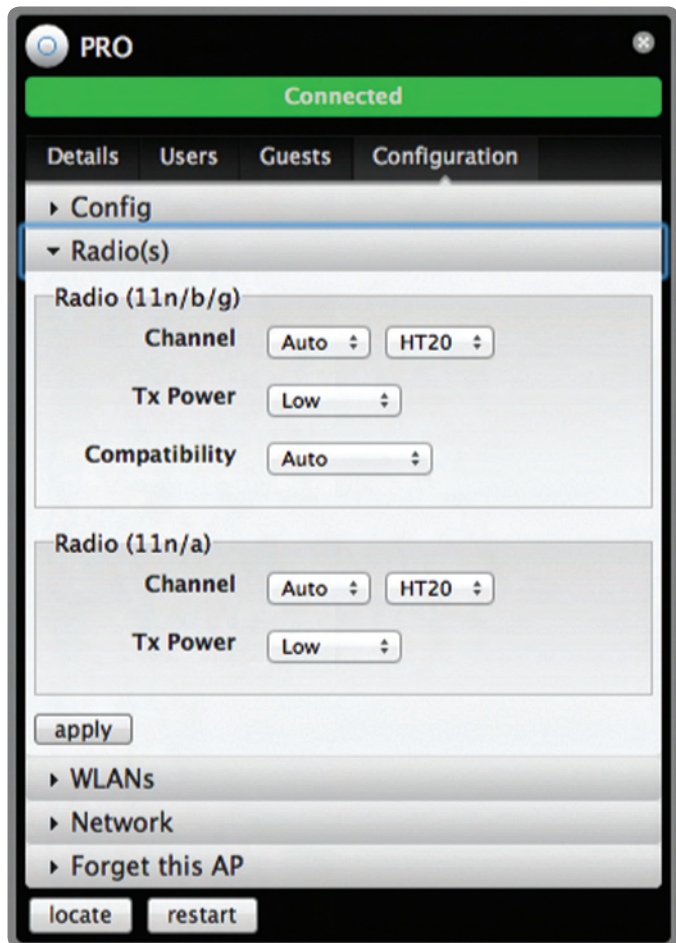 PRO
Connected
Details Users Guests Configuration
Config
Radio(s)
Radio (11n/b/g)
Channel Auto HT20
Tx Power Low
Compatibility Auto
Radio (11n/a)
Channel Auto HT20
Tx Power Low
apply
WLANs
Network
Forget this AP
locate restart